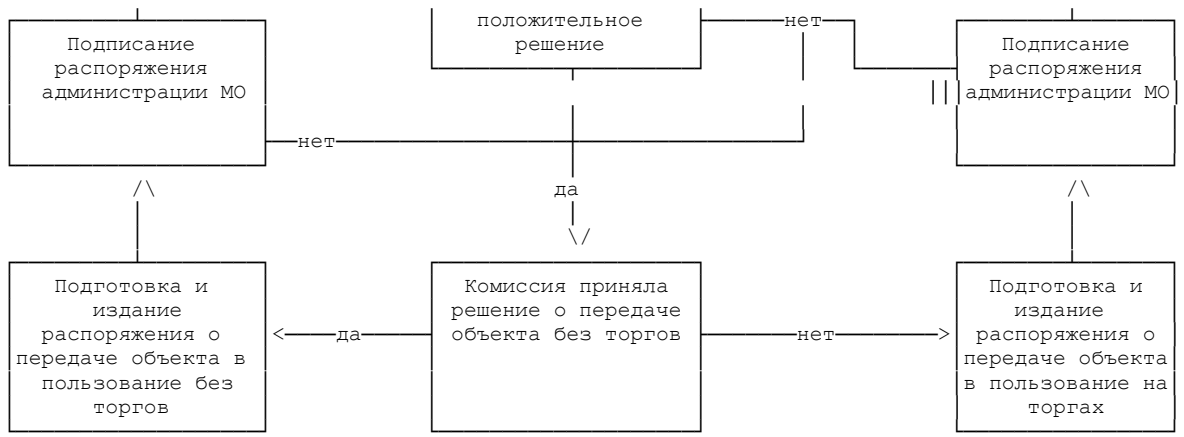 положительное
решение
нет
Подписание
распоряжения
администрации МО
Подписание
распоряжения
администрации МО
нет
да
Подготовка и
издание
распоряжения о
передаче объекта в
пользование без
торгов
да
Комиссия приняла
решение о передаче
объекта без торгов
нет
Подготовка и
издание
распоряжения о
передаче объекта
в пользование на
торгах